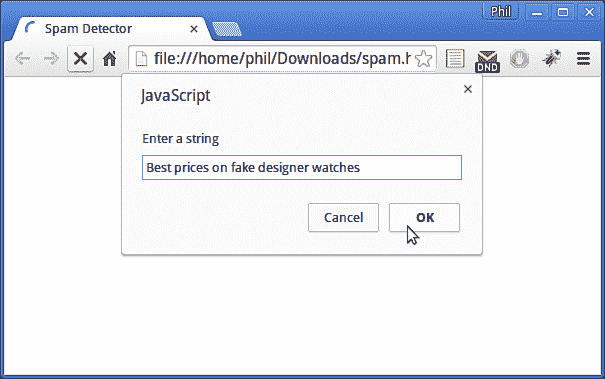 Phil
Spam Detector
file:///home/phil/Downloads/spam.h
DND
JavaScript
Enter a string
Best prices on fake designer watches
Cancel
OK